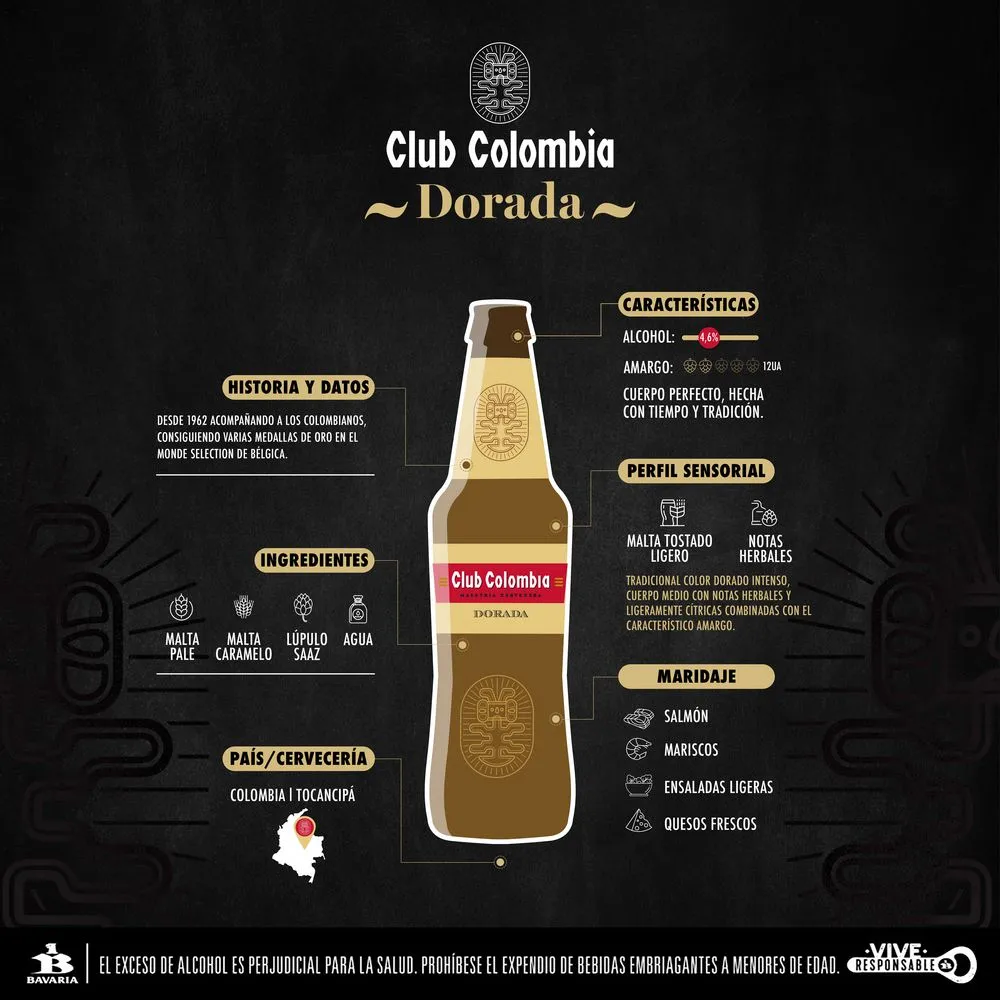 Club Colombia
~ Dorada ~
CARACTERÍSTICAS
ALCOHOL: 4,6%
AMARGO: 12UA
CUERPO PERFECTO, HECHA
CON TIEMPO Y TRADICIÓN.
HISTORIA Y DATOS
DESDE 1962 ACOMPAÑANDO A LOS COLOMBIANOS,
CONSIGUIENDO VARIAS MEDALLAS DE ORO EN EL
MONDE SELECTION DE BÉLGICA.
PERFIL SENSORIAL
MALTA TOSTADO
LIGERO
NOTAS
HERBALES
TRADICIONAL COLOR DORADO INTENSO,
CUERPO MEDIO CON NOTAS HERBALES Y
LIGERAMENTE CÍTRICAS COMBINADAS CON EL
CARACTERÍSTICO AMARGO.
INGREDIENTES
MALTA
PALE
MALTA
CARAMELO
LÚPULO
SAAZ
AGUA
Club Colombia
MAESTRÍA CERVECERA
DORADA
MARIDAJE
SALMÓN
MARISCOS
ENSALADAS LIGERAS
QUESOS FRESCOS
PAÍS/CERVECERÍA
COLOMBIA | TOCANCIPÁ
BAVARIA
EL EXCESO DE ALCOHOL ES PERJUDICIAL PARA LA SALUD. PROHÍBESE EL EXPENDIO DE BEBIDAS EMBRIAGANTES A MENORES DE EDAD.
·VIVE·
RESPONSABLE